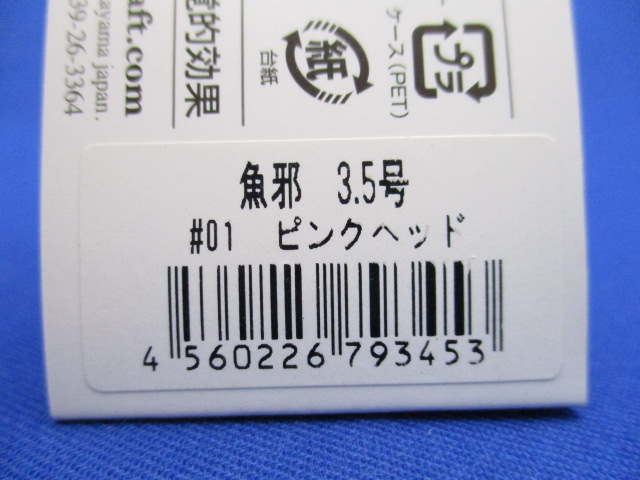 ayama japan.
39-26-3364
aft.com
覚的効果
紙
台紙
プラ
ケース(PET)
魚邪 3.5号
#01 ピンクヘッド
4 560226 793453